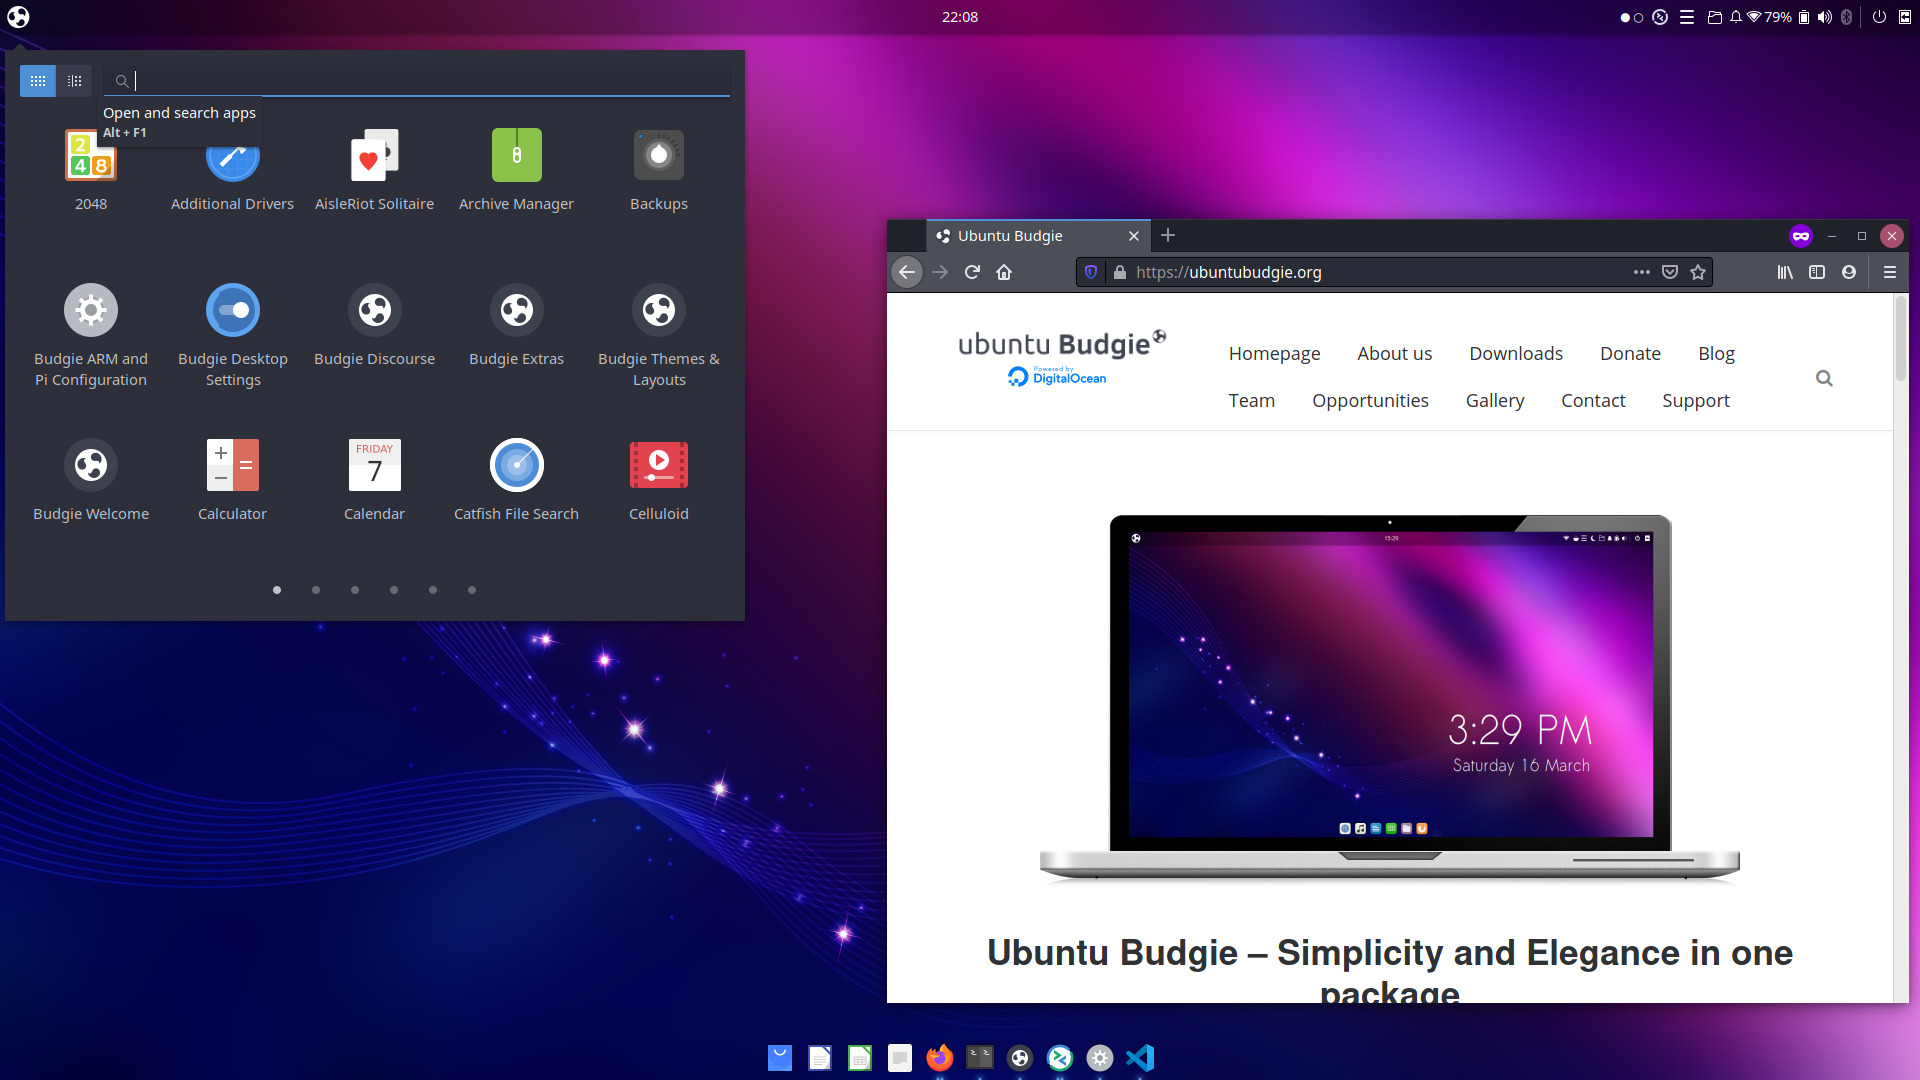 22:08
79%
Open and search apps
Alt + F1
2
4 8
2048
Additional Drivers
AisleRiot Solitaire
Archive Manager
Backups
Budgie ARM and
Pi Configuration
Budgie Desktop
Settings
Budgie Discourse
Budgie Extras
Budgie Themes &
Layouts
Budgie Welcome
Calculator
FRIDAY
7
Calendar
Catfish File Search
Celluloid
Ubuntu Budgie
https://ubuntubudgie.org
ubuntu Budgie
Powered by
DigitalOcean
Homepage About us Downloads Donate Blog
Team Opportunities Gallery Contact Support
15:29
3:29 PM
Saturday 16 March
Ubuntu Budgie – Simplicity and Elegance in one
package